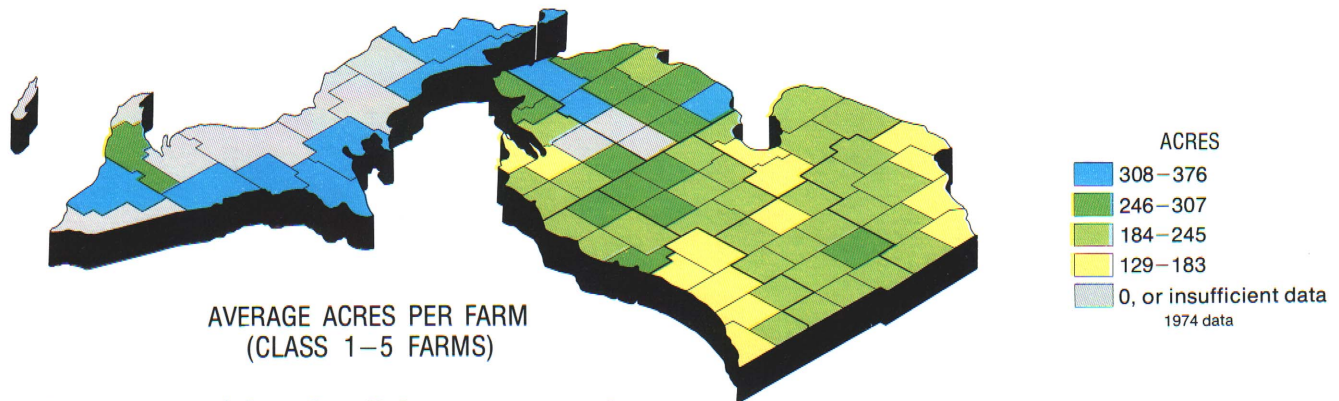 AVERAGE ACRES PER FARM
(CLASS 1–5 FARMS)
ACRES
308–376
246–307
184–245
129–183
0, or insufficient data
1974 data